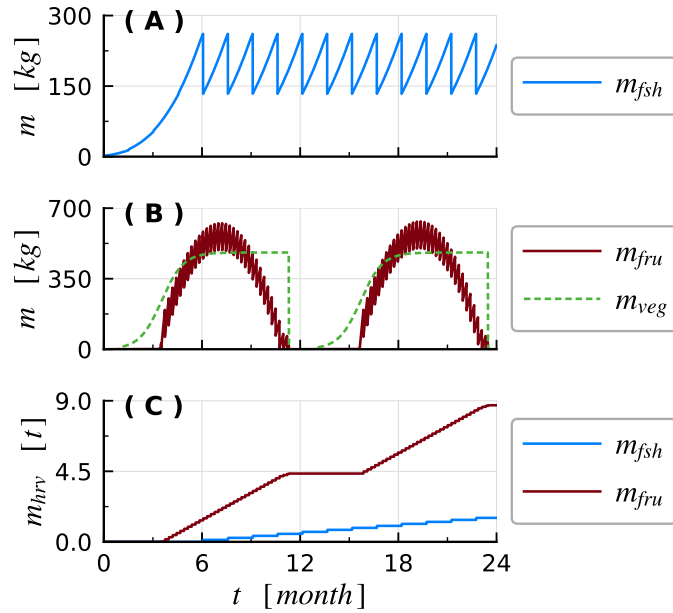 ( A )
300
150
0
m [kg]
m_fsh
( B )
700
350
0
m [kg]
m_fru
m_veg
( C )
9.0
4.5
0.0
m_hrv [t]
m_fsh
m_fru
0 6 12 18 24
t [month]